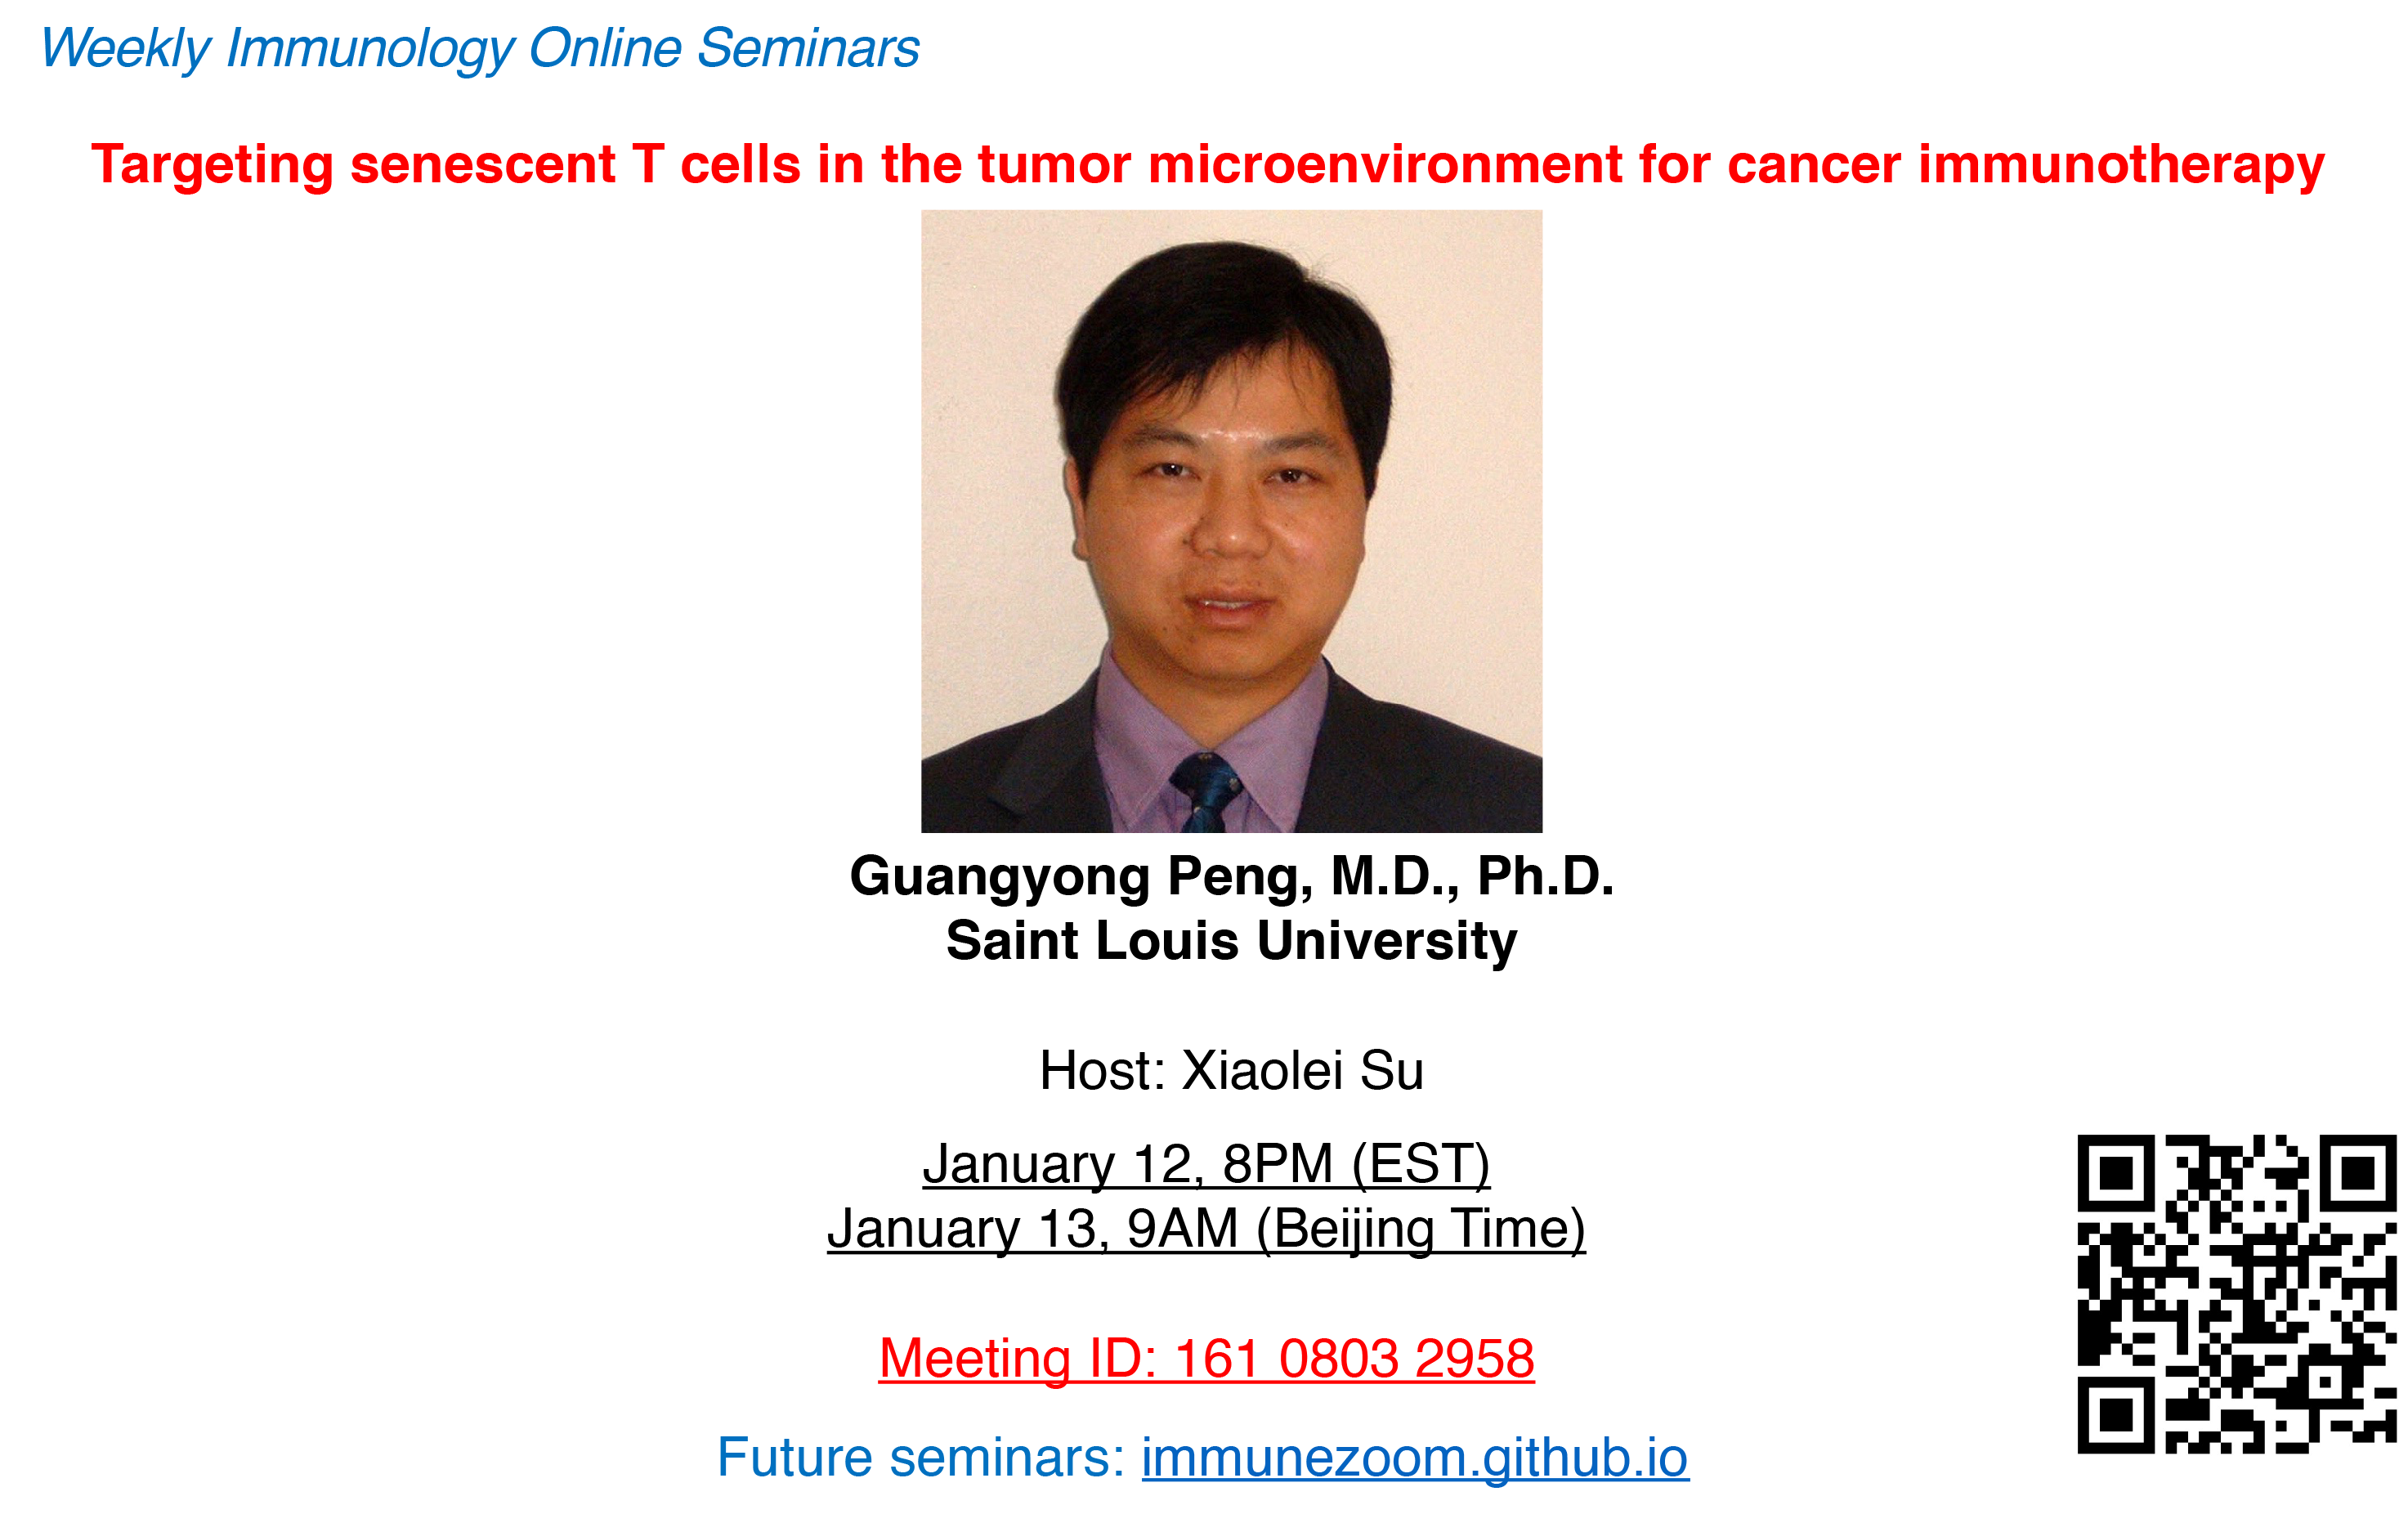 Weekly Immunology Online Seminars
Targeting senescent T cells in the tumor microenvironment for cancer immunotherapy
Guangyong Peng, M.D., Ph.D.
Saint Louis University
Host: Xiaolei Su
January 12, 8PM (EST)
January 13, 9AM (Beijing Time)
Meeting ID: 161 0803 2958
Future seminars: immunezoom.github.io